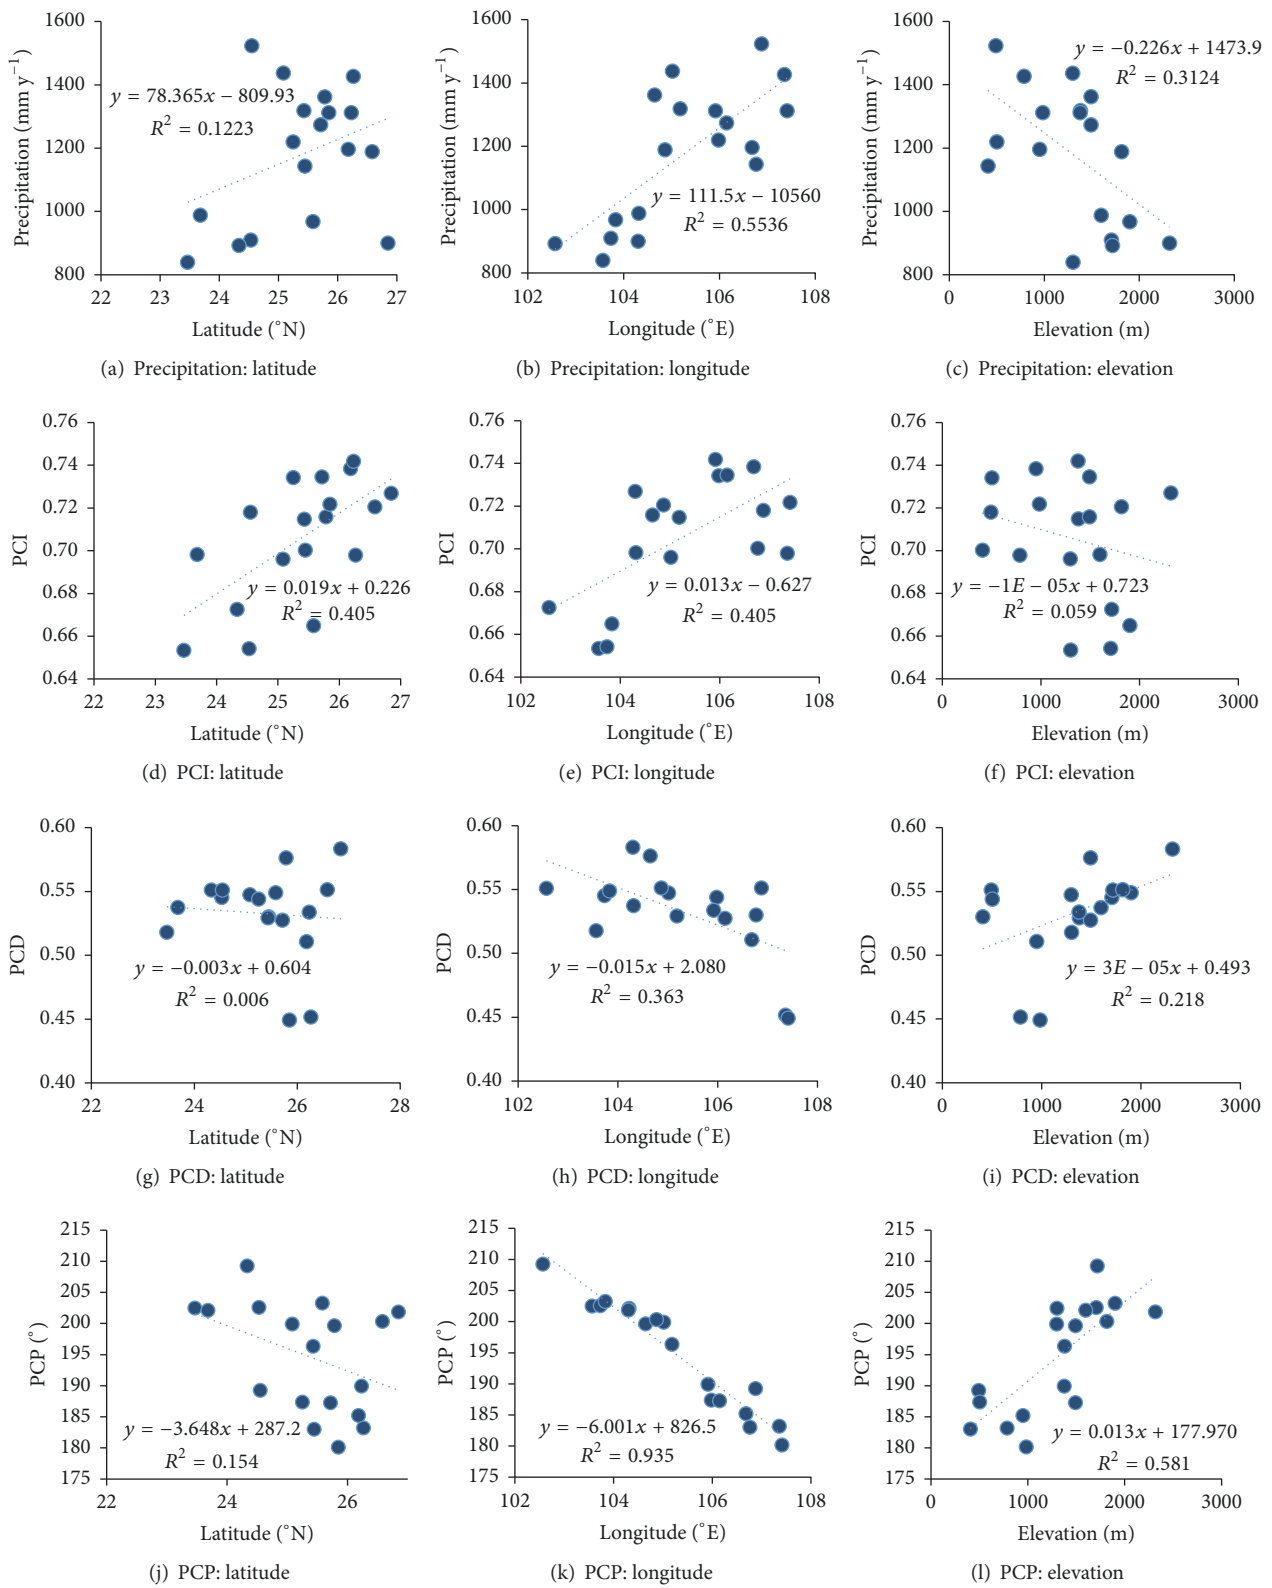 1600
1400
1200
1000
800
Precipitation (mm y⁻¹)
y = 78.365x − 809.93
R² = 0.1223
22 23 24 25 26 27
Latitude (°N)
(a) Precipitation: latitude
1600
1400
1200
1000
800
Precipitation (mm y⁻¹)
y = 111.5x − 10560
R² = 0.5536
102 104 106 108
Longitude (°E)
(b) Precipitation: longitude
1600
1400
1200
1000
800
Precipitation (mm y⁻¹)
y = −0.226x + 1473.9
R² = 0.3124
0 1000 2000 3000
Elevation (m)
(c) Precipitation: elevation
0.76
0.74
0.72
0.70
0.68
0.66
0.64
PCI
y = 0.019x + 0.226
R² = 0.405
22 23 24 25 26 27
Latitude (°N)
(d) PCI: latitude
0.76
0.74
0.72
0.70
0.68
0.66
0.64
PCI
y = 0.013x − 0.627
R² = 0.405
102 104 106 108
Longitude (°E)
(e) PCI: longitude
0.76
0.74
0.72
0.70
0.68
0.66
0.64
PCI
y = −1E − 05x + 0.723
R² = 0.059
0 1000 2000 3000
Elevation (m)
(f) PCI: elevation
0.60
0.55
0.50
0.45
0.40
PCD
y = −0.003x + 0.604
R² = 0.006
22 24 26 28
Latitude (°N)
(g) PCD: latitude
0.60
0.55
0.50
0.45
0.40
PCD
y = −0.015x + 2.080
R² = 0.363
102 104 106 108
Longitude (°E)
(h) PCD: longitude
0.60
0.55
0.50
0.45
0.40
PCD
y = 3E − 05x + 0.493
R² = 0.218
0 1000 2000 3000
Elevation (m)
(i) PCD: elevation
215
210
205
200
195
190
185
180
175
PCP (°)
y = −3.648x + 287.2
R² = 0.154
22 24 26
Latitude (°N)
(j) PCP: latitude
215
210
205
200
195
190
185
180
175
PCP (°)
y = −6.001x + 826.5
R² = 0.935
102 104 106 108
Longitude (°E)
(k) PCP: longitude
215
210
205
200
195
190
185
180
175
PCP (°)
y = 0.013x + 177.970
R² = 0.581
0 1000 2000 3000
Elevation (m)
(l) PCP: elevation